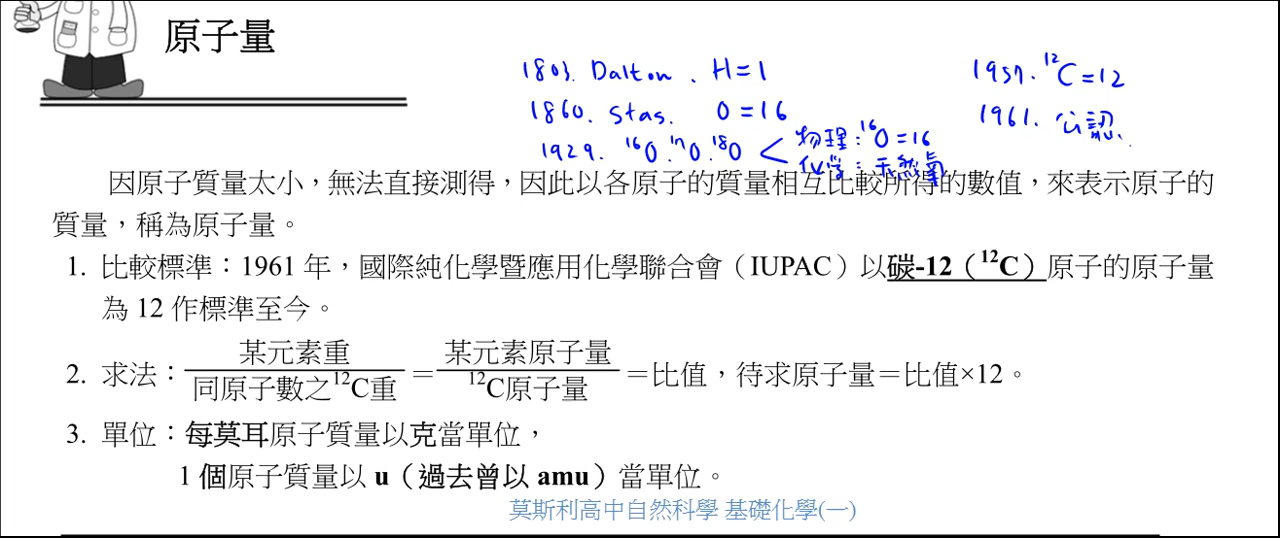 原子量
1803. Dalton. H=1
1860. Stas. O=16
1929. ¹⁶O.¹⁷O.¹⁸O < 物理:¹⁶O=16
化学:天然氧
1957. ¹²C=12
1961. 公認.
因原子質量太小,無法直接測得,因此以各原子的質量相互比較所得的數值,來表示原子的
質量,稱為原子量。
1. 比較標準:1961 年,國際純化學暨應用化學聯合會(IUPAC)以碳-12(¹²C)原子的原子量
為 12 作標準至今。
2. 求法:某元素重/同原子數之¹²C重=某元素原子量/¹²C原子量=比值,待求原子量=比值×12。
3. 單位:每莫耳原子質量以克當單位,
1 個原子質量以 u(過去曾以 amu)當單位。
莫斯利高中自然科學 基礎化學(一)